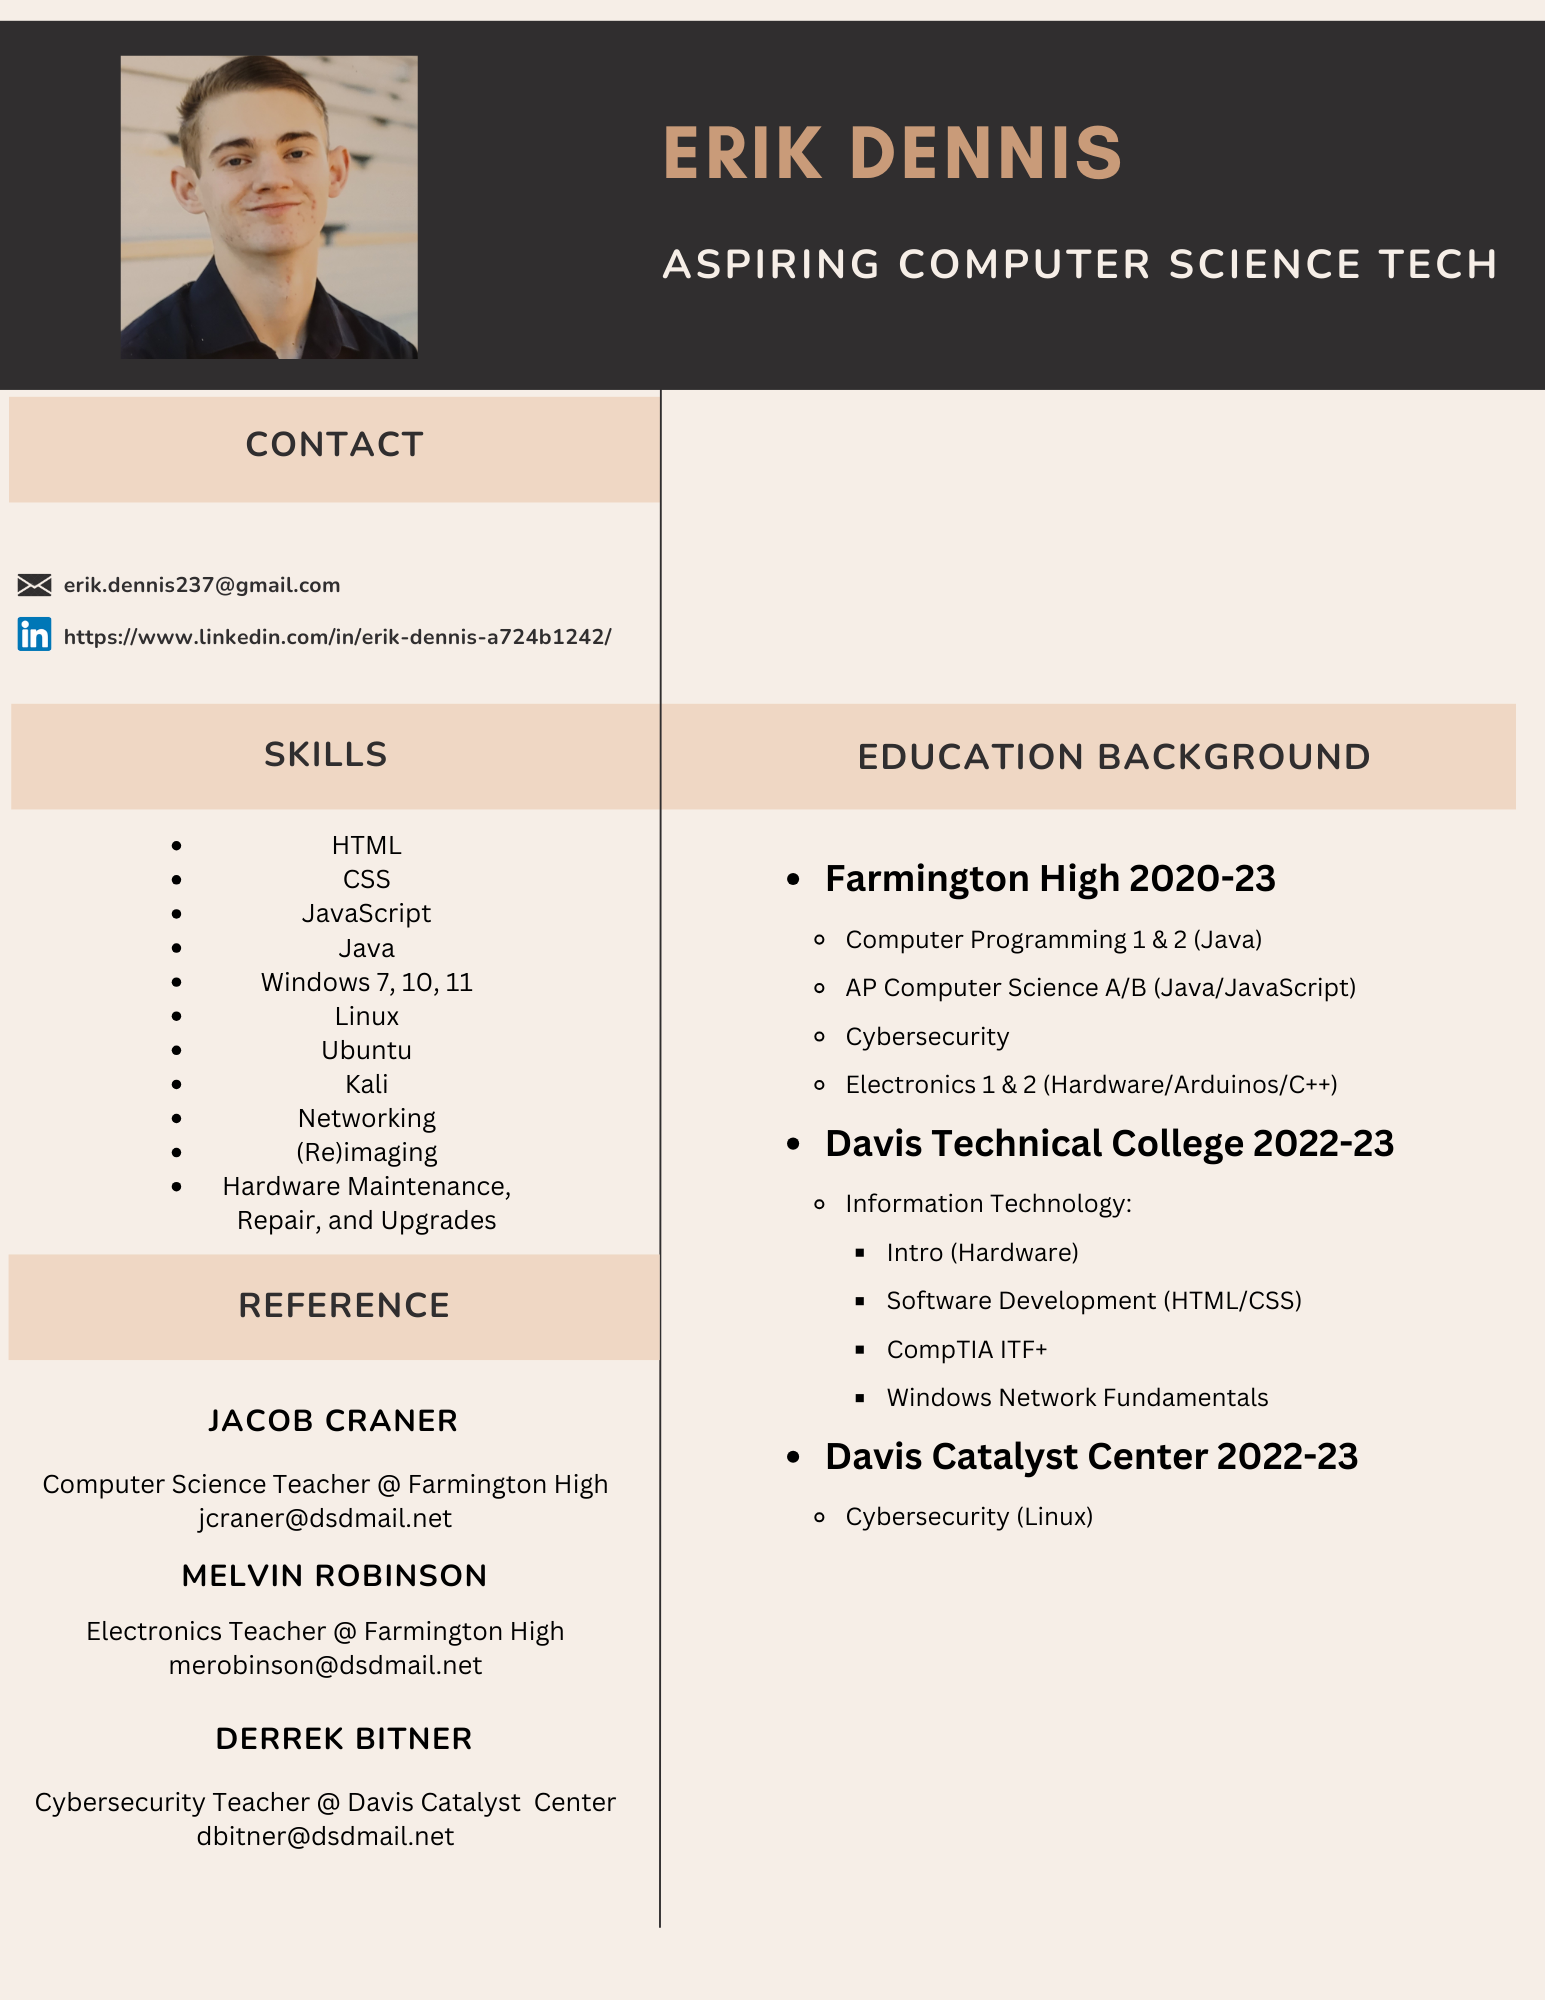 ERIK DENNIS
ASPIRING COMPUTER SCIENCE TECH
CONTACT
erik.dennis237@gmail.com
in https://www.linkedin.com/in/erik-dennis-a724b1242/
SKILLS
• HTML
• CSS
• JavaScript
• Java
• Windows 7, 10, 11
• Linux
• Ubuntu
• Kali
• Networking
• (Re)imaging
• Hardware Maintenance,
Repair, and Upgrades
REFERENCE
JACOB CRANER
Computer Science Teacher @ Farmington High
jcraner@dsdmail.net
MELVIN ROBINSON
Electronics Teacher @ Farmington High
merobinson@dsdmail.net
DERREK BITNER
Cybersecurity Teacher @ Davis Catalyst  Center
dbitner@dsdmail.net
EDUCATION BACKGROUND
• Farmington High 2020-23
◦ Computer Programming 1 & 2 (Java)
◦ AP Computer Science A/B (Java/JavaScript)
◦ Cybersecurity
◦ Electronics 1 & 2 (Hardware/Arduinos/C++)
• Davis Technical College 2022-23
◦ Information Technology:
▪ Intro (Hardware)
▪ Software Development (HTML/CSS)
▪ CompTIA ITF+
▪ Windows Network Fundamentals
• Davis Catalyst Center 2022-23
◦ Cybersecurity (Linux)